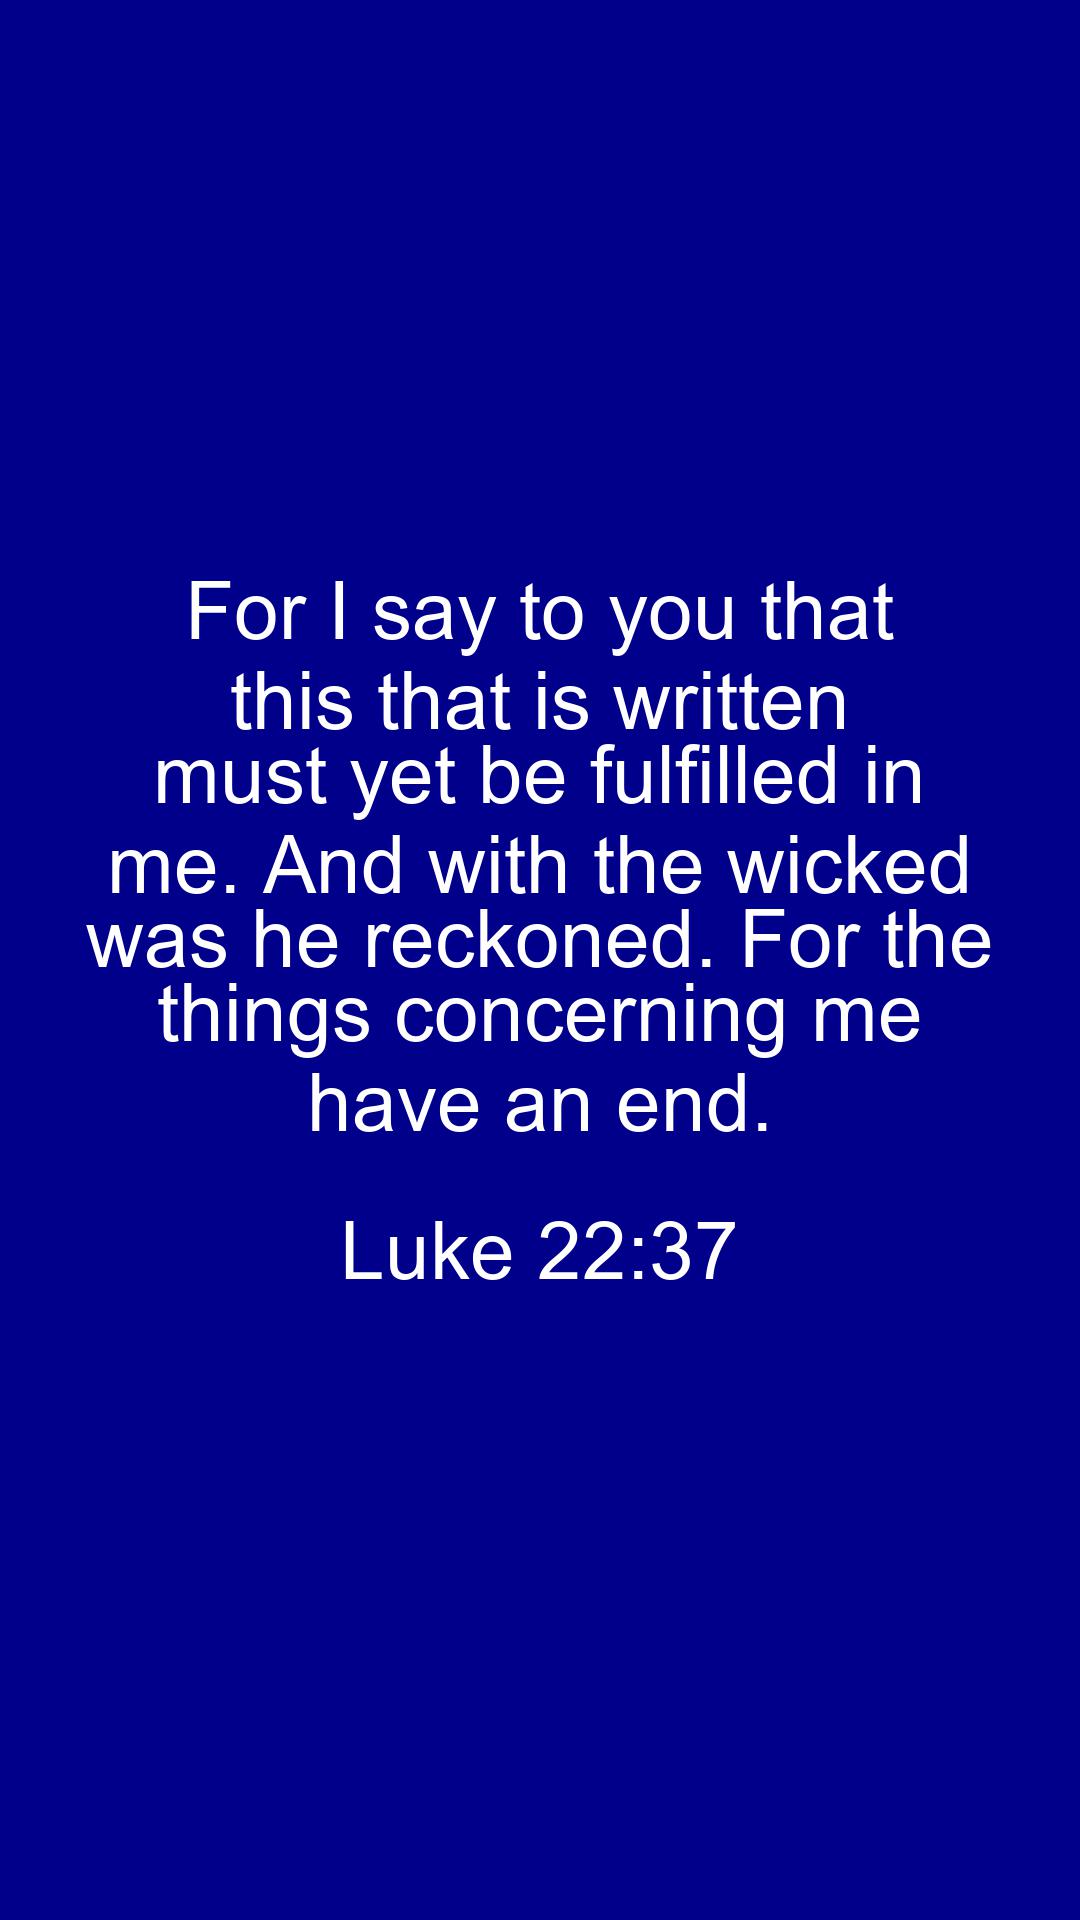 For I say to you that
this that is written
must yet be fulfilled in
me. And with the wicked
was he reckoned. For the
things concerning me
have an end.
Luke 22:37